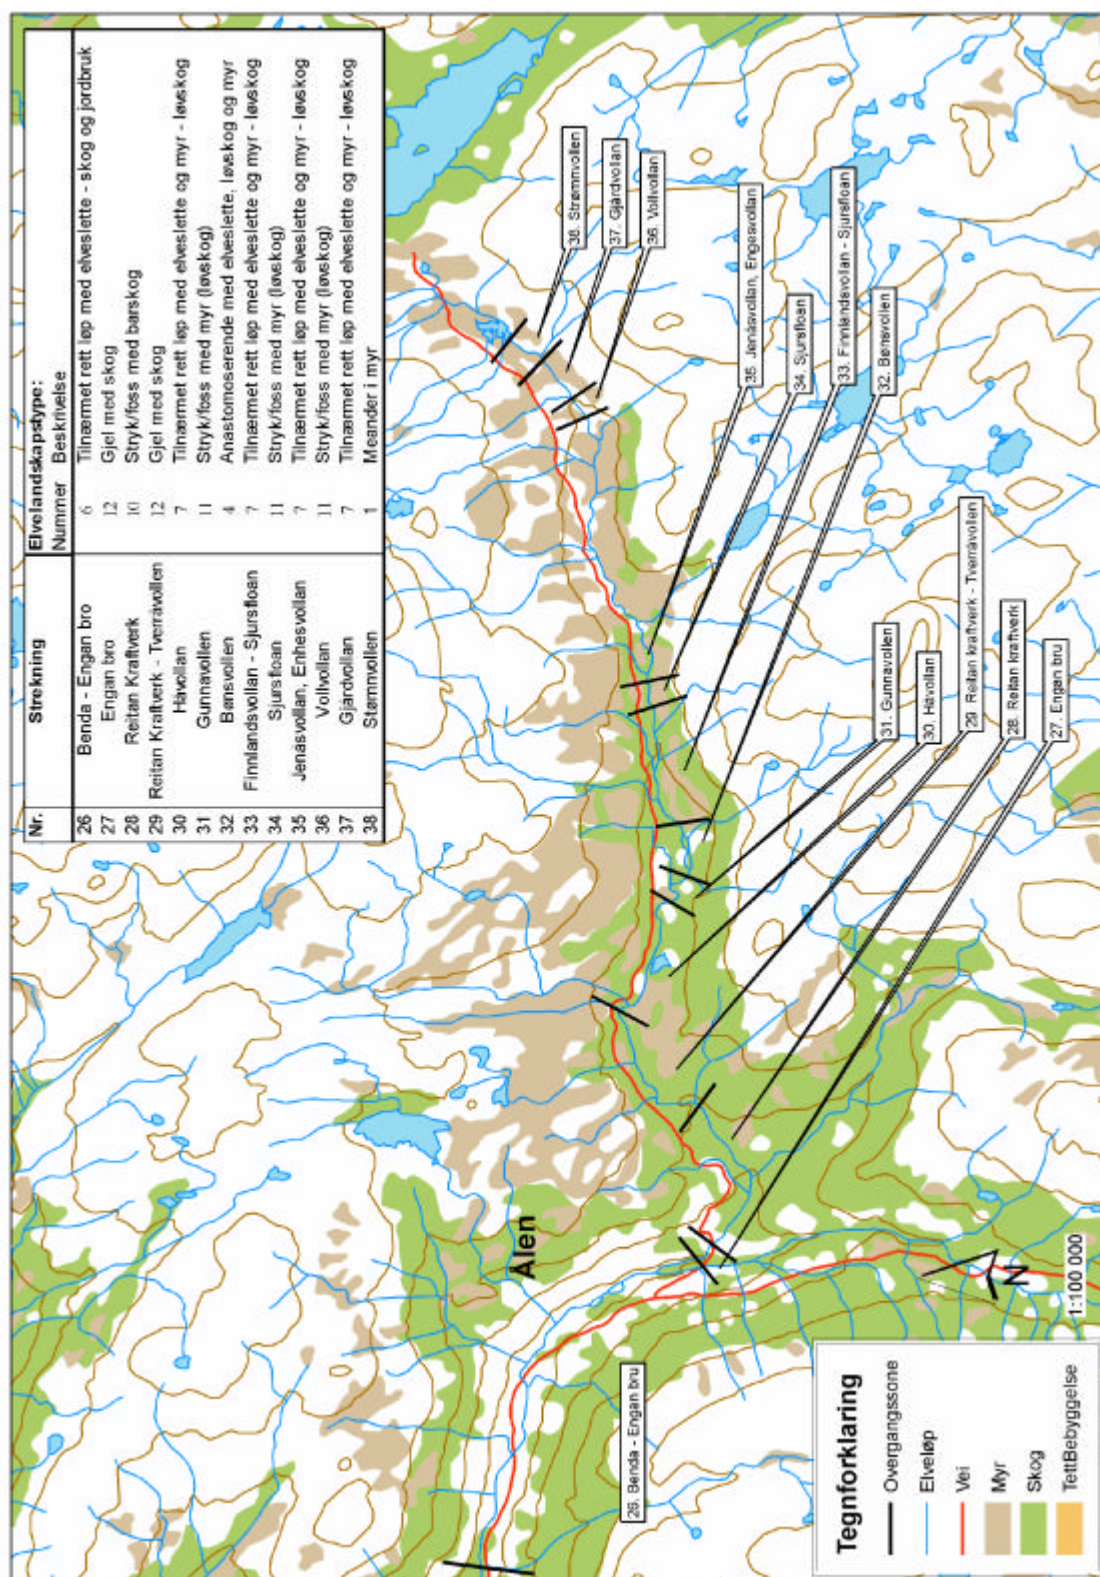 Nr. Strekning Elvelandskapstype:
Nummer Beskrivelse
26 Benda - Engan bro 6 Tilnærmet rett løp med elveslette - skog og jordbruk
27 Engan bro 12 Gjel med skog
28 Reitan Kraftverk 10 Stryk/foss med barskog
29 Reitan Kraftverk - Tverråvollen 12 Gjel med skog
30 Håvollan 7 Tilnærmet rett løp med elveslette og myr - løvskog
31 Gunnavollen 11 Stryk/foss med myr (løvskog)
32 Bønsvollen 4 Anastomoserende med elveslette, løvskog og myr
33 Finnlandsvollan - Sjursfloan 7 Tilnærmet rett løp med elveslette og myr - løvskog
34 Sjursfloan 11 Stryk/foss med myr (løvskog)
35 Jenåsvollan, Enhesvollan 7 Tilnærmet rett løp med elveslette og myr - løvskog
36 Vollvollan 11 Stryk/foss med myr (løvskog)
37 Gjårdvollan 7 Tilnærmet rett løp med elveslette og myr - løvskog
38 Stømnvollen 1 Meander i myr
38. Strømnvollen
37. Gjårdvollan
36. Vollvollan
35. Jenåsvollan, Engesvollan
34. Sjursfloan
33. Finnlandsvollan - Sjursfloan
32. Bønsvollen
31. Gunnavollen
30. Håvollan
29. Reitan kraftverk - Tverråvollen
28. Reitan kraftverk
27. Engan bru
Ålen
26. Benda - Engan bru
N
1:100 000
Tegnforklaring
Overgangssone
Elveløp
Vei
Myr
Skog
TettBebyggelse